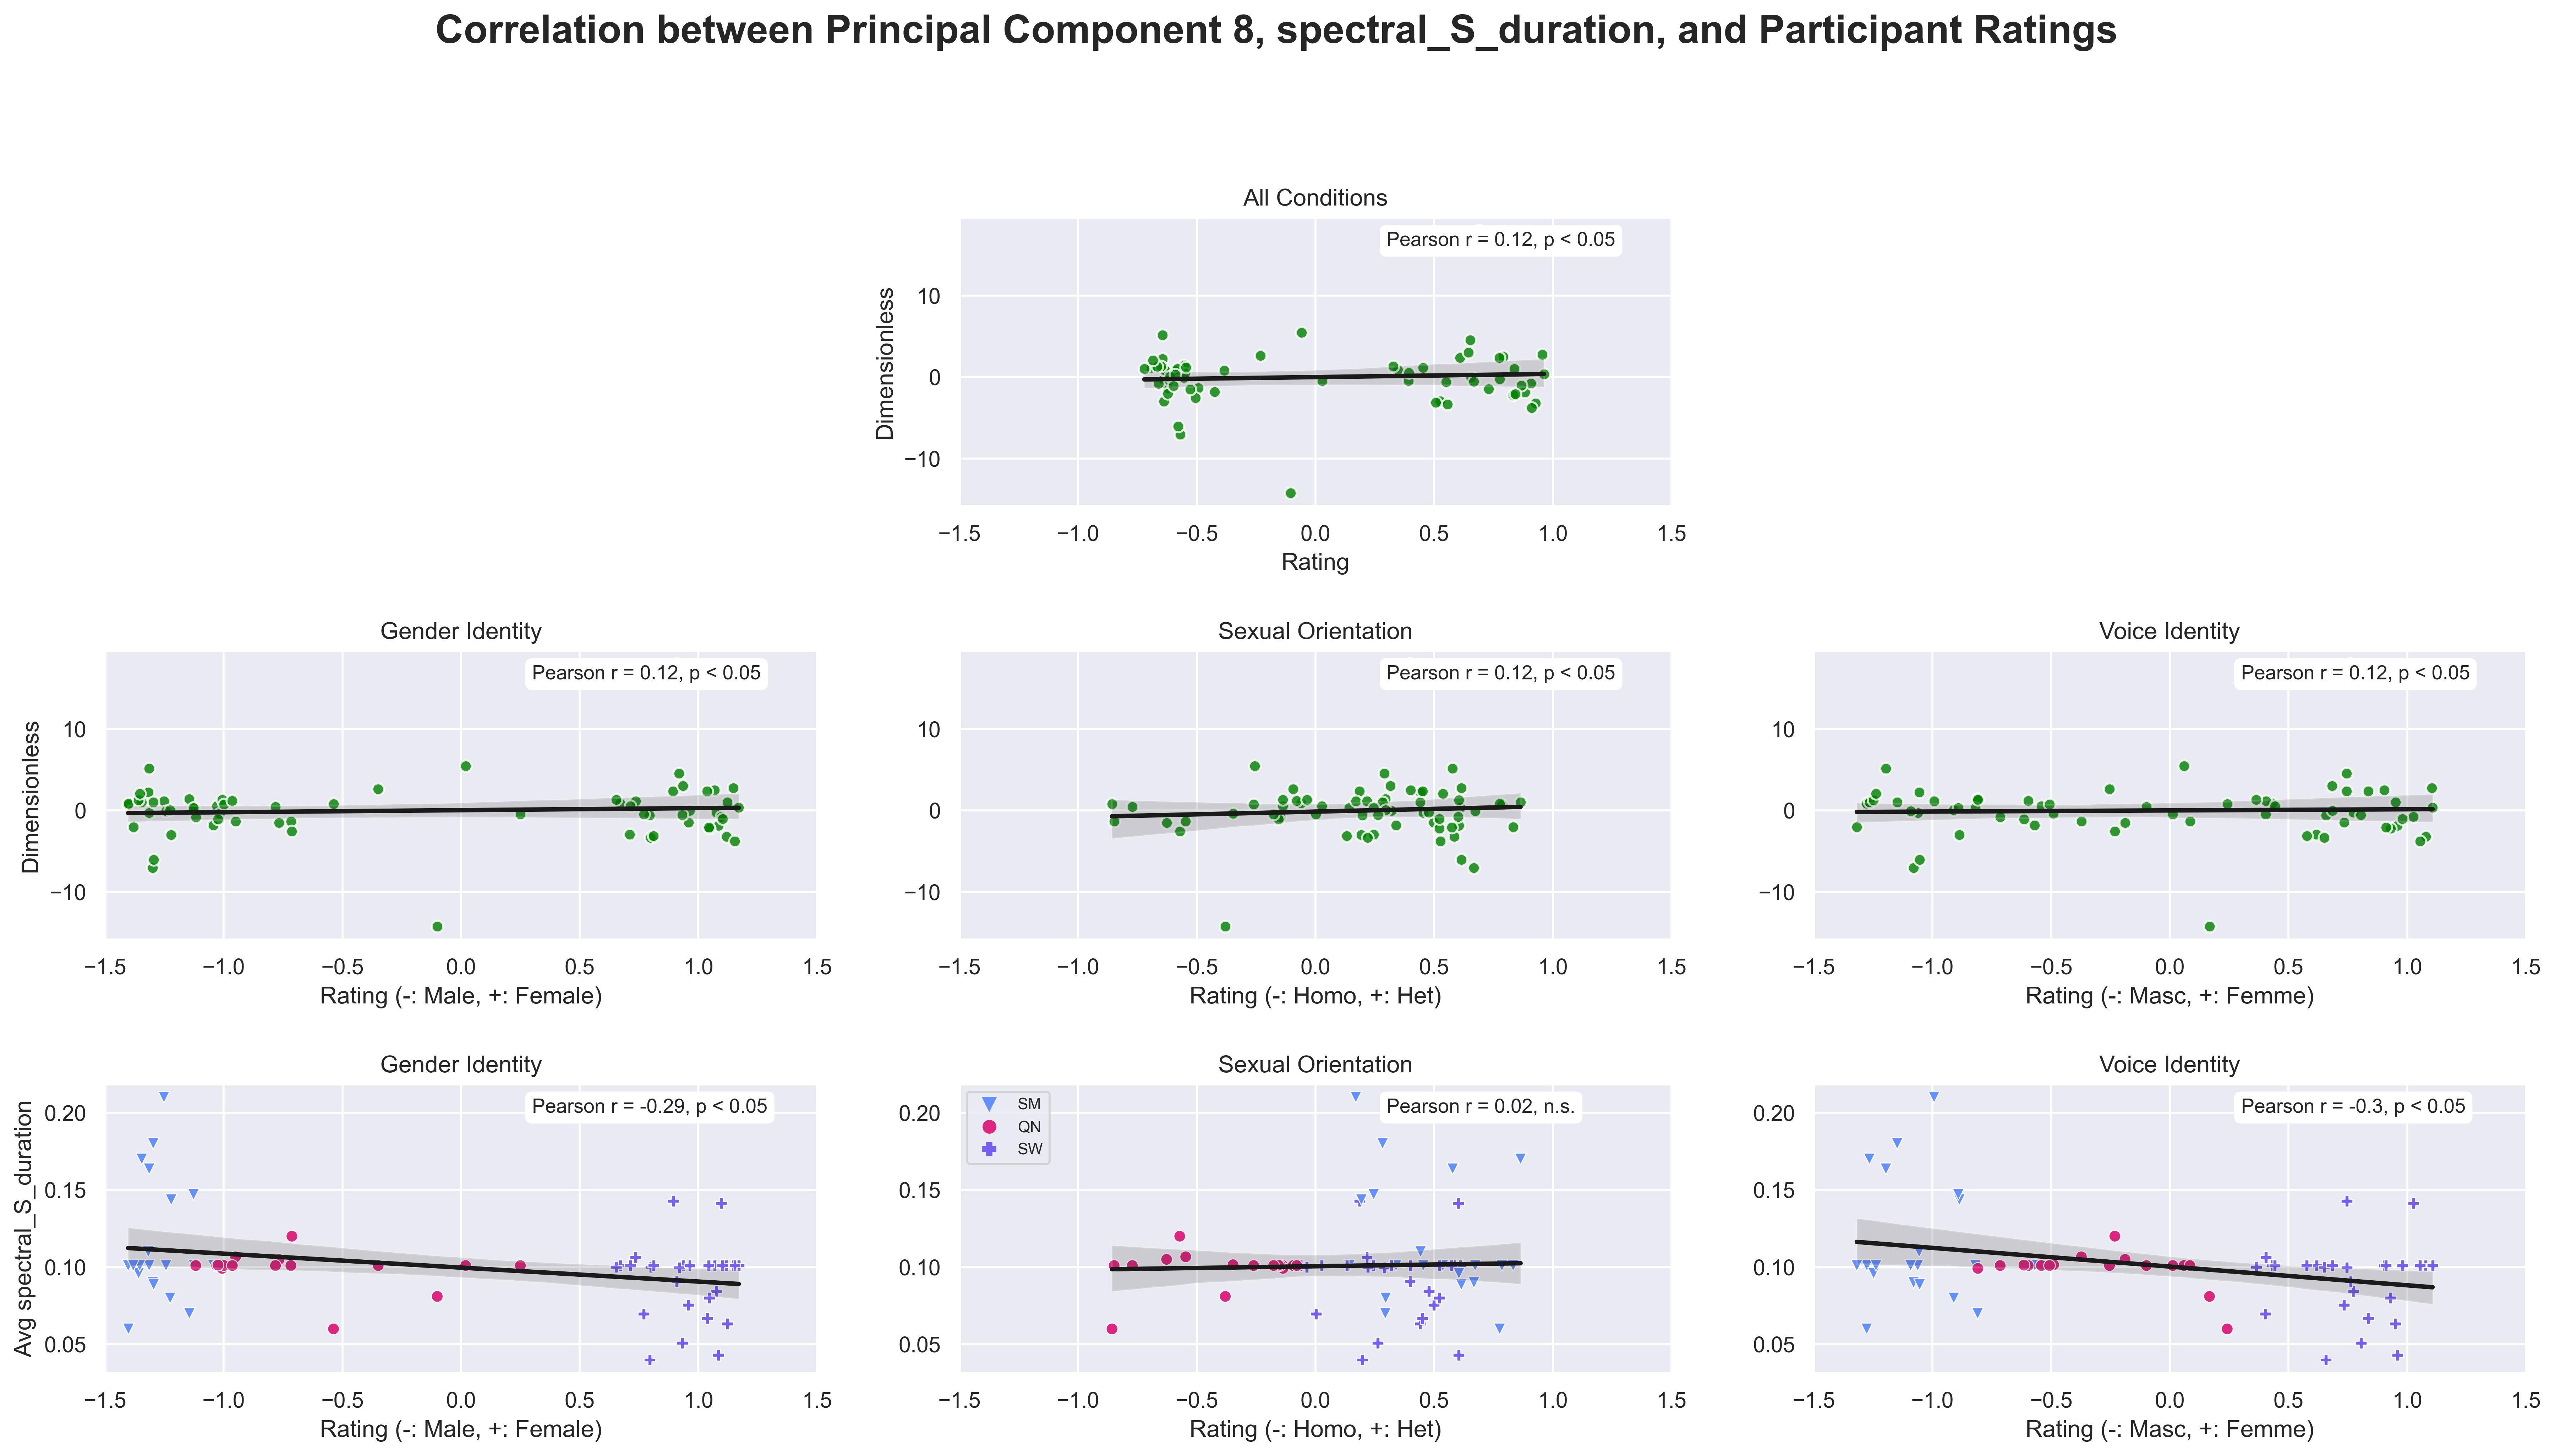 Correlation between Principal Component 8, spectral_S_duration, and Participant Ratings
All Conditions
Pearson r = 0.12, p < 0.05
Dimensionless
10
0
−10
−1.5 −1.0 −0.5 0.0 0.5 1.0 1.5
Rating
Gender Identity
Pearson r = 0.12, p < 0.05
Dimensionless
10
0
−10
−1.5 −1.0 −0.5 0.0 0.5 1.0 1.5
Rating (-: Male, +: Female)
Sexual Orientation
Pearson r = 0.12, p < 0.05
10
0
−10
−1.5 −1.0 −0.5 0.0 0.5 1.0 1.5
Rating (-: Homo, +: Het)
Voice Identity
Pearson r = 0.12, p < 0.05
10
0
−10
−1.5 −1.0 −0.5 0.0 0.5 1.0 1.5
Rating (-: Masc, +: Femme)
Gender Identity
Pearson r = -0.29, p < 0.05
Avg spectral_S_duration
0.20
0.15
0.10
0.05
−1.5 −1.0 −0.5 0.0 0.5 1.0 1.5
Rating (-: Male, +: Female)
Sexual Orientation
SM
QN
SW
Pearson r = 0.02, n.s.
0.20
0.15
0.10
0.05
−1.5 −1.0 −0.5 0.0 0.5 1.0 1.5
Rating (-: Homo, +: Het)
Voice Identity
Pearson r = -0.3, p < 0.05
0.20
0.15
0.10
0.05
−1.5 −1.0 −0.5 0.0 0.5 1.0 1.5
Rating (-: Masc, +: Femme)